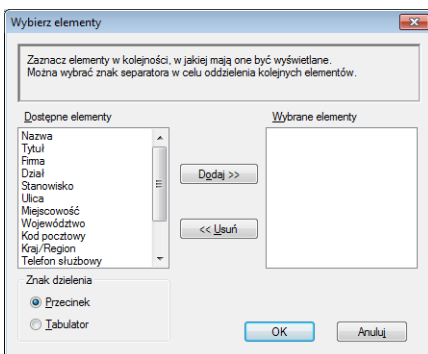 Wybierz elementy
Zaznacz elementy w kolejności, w jakiej mają one być wyświetlane.
Można wybrać znak separatora w celu oddzielenia kolejnych elementów.
Dostępne elementy
Wybrane elementy
Nazwa
Tytuł
Firma
Dział
Stanowisko
Ulica
Miejscowość
Województwo
Kod pocztowy
Kraj/Region
Telefon służbowy
Dodaj >>
<< Usuń
Znak dzielenia
Przecinek
Tabulator
OK
Anuluj